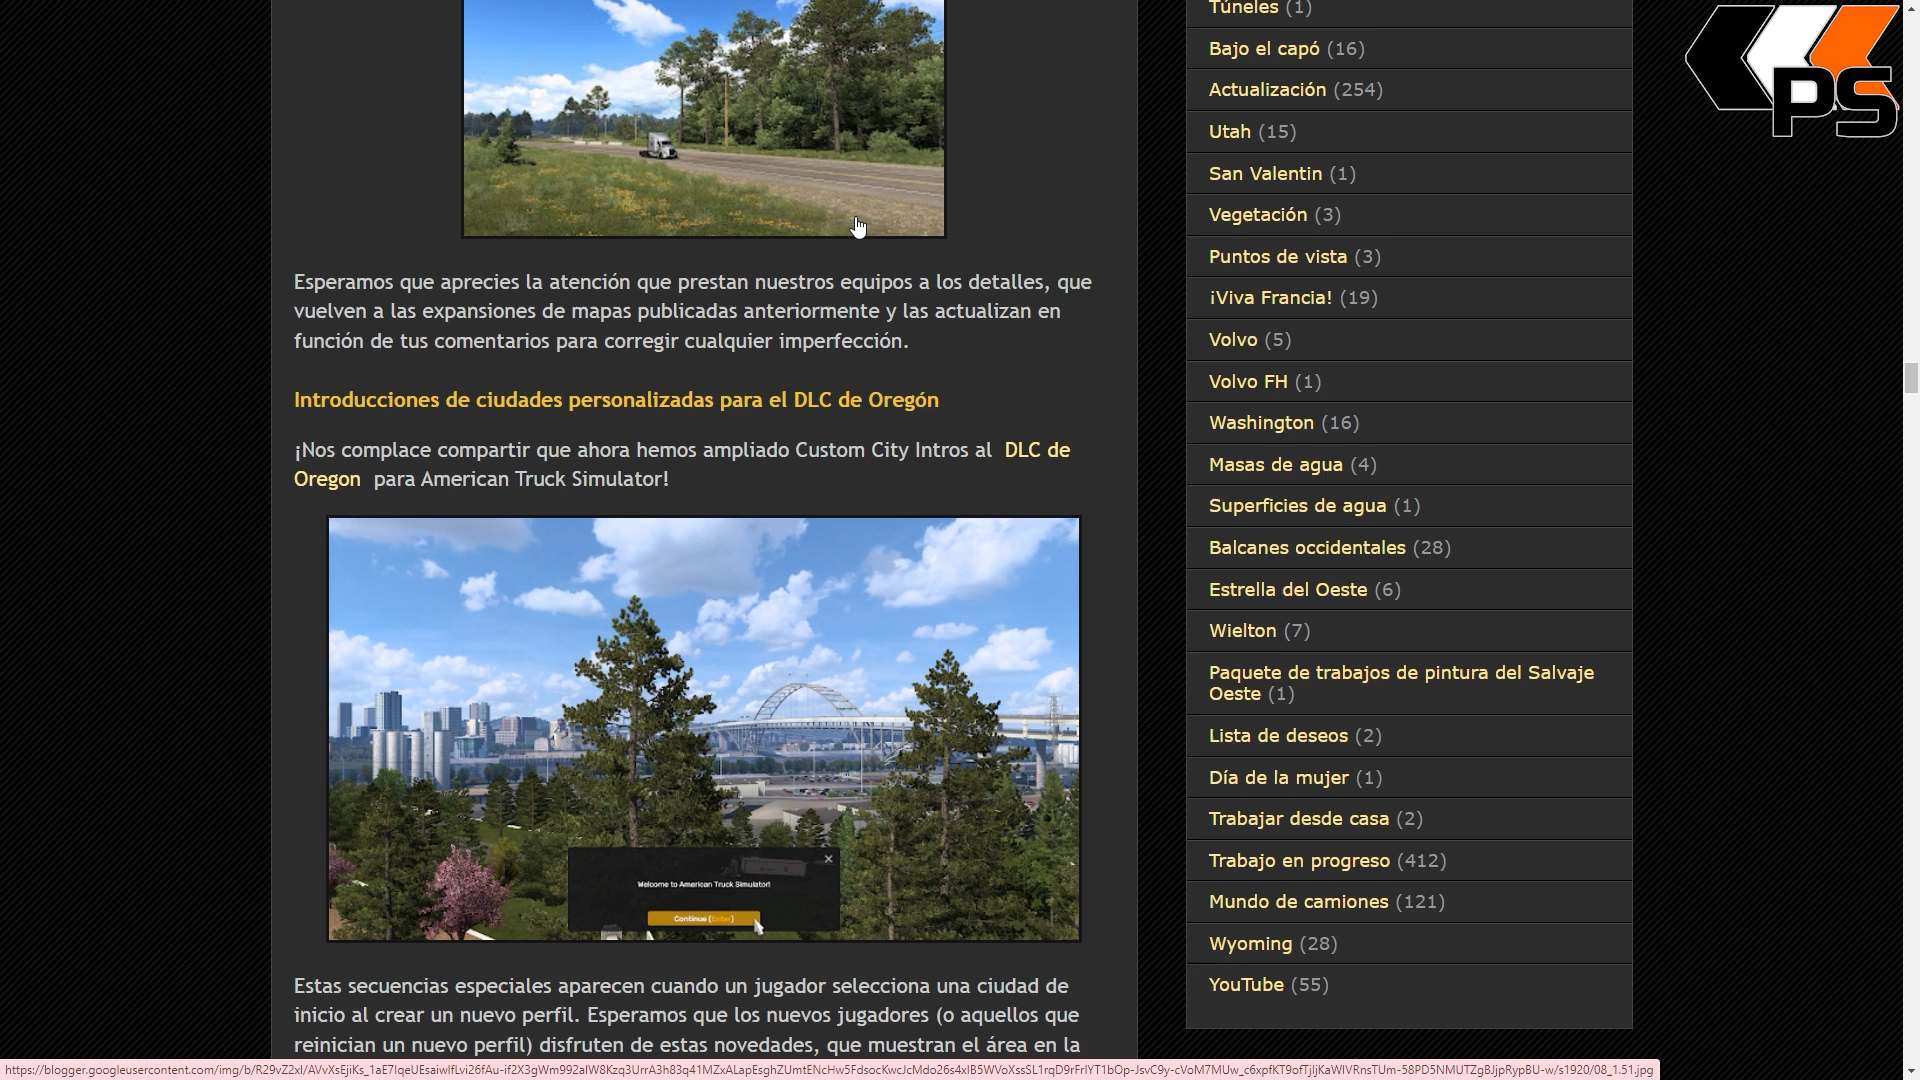 Túneles (1)
Bajo el capó (16)
Actualización (254)
Utah (15)
San Valentin (1)
Vegetación (3)
Puntos de vista (3)
¡Viva Francia! (19)
Volvo (5)
Volvo FH (1)
Washington (16)
Masas de agua (4)
Superficies de agua (1)
Balcanes occidentales (28)
Estrella del Oeste (6)
Wielton (7)
Paquete de trabajos de pintura del Salvaje
Oeste (1)
Lista de deseos (2)
Día de la mujer (1)
Trabajar desde casa (2)
Trabajo en progreso (412)
Mundo de camiones (121)
Wyoming (28)
YouTube (55)
PS
Esperamos que aprecies la atención que prestan nuestros equipos a los detalles, que
vuelven a las expansiones de mapas publicadas anteriormente y las actualizan en
función de tus comentarios para corregir cualquier imperfección.
Introducciones de ciudades personalizadas para el DLC de Oregón
¡Nos complace compartir que ahora hemos ampliado Custom City Intros al DLC de
Oregon para American Truck Simulator!
Welcome to American Truck Simulator!
Continue (Enter)
Estas secuencias especiales aparecen cuando un jugador selecciona una ciudad de
inicio al crear un nuevo perfil. Esperamos que los nuevos jugadores (o aquellos que
reinician un nuevo perfil) disfruten de estas novedades, que muestran el área en la